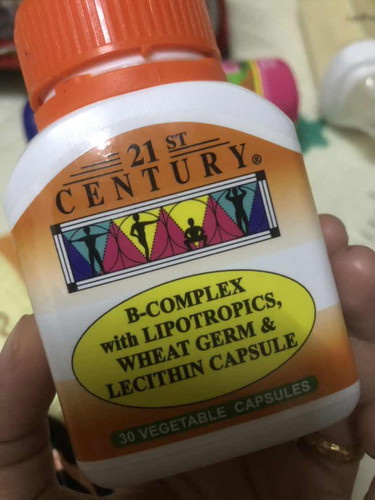 21 ST
CENTURY®
B-COMPLEX
with LIPOTROPICS,
WHEAT GERM &
LECITHIN CAPSULE
30 VEGETABLE CAPSULES